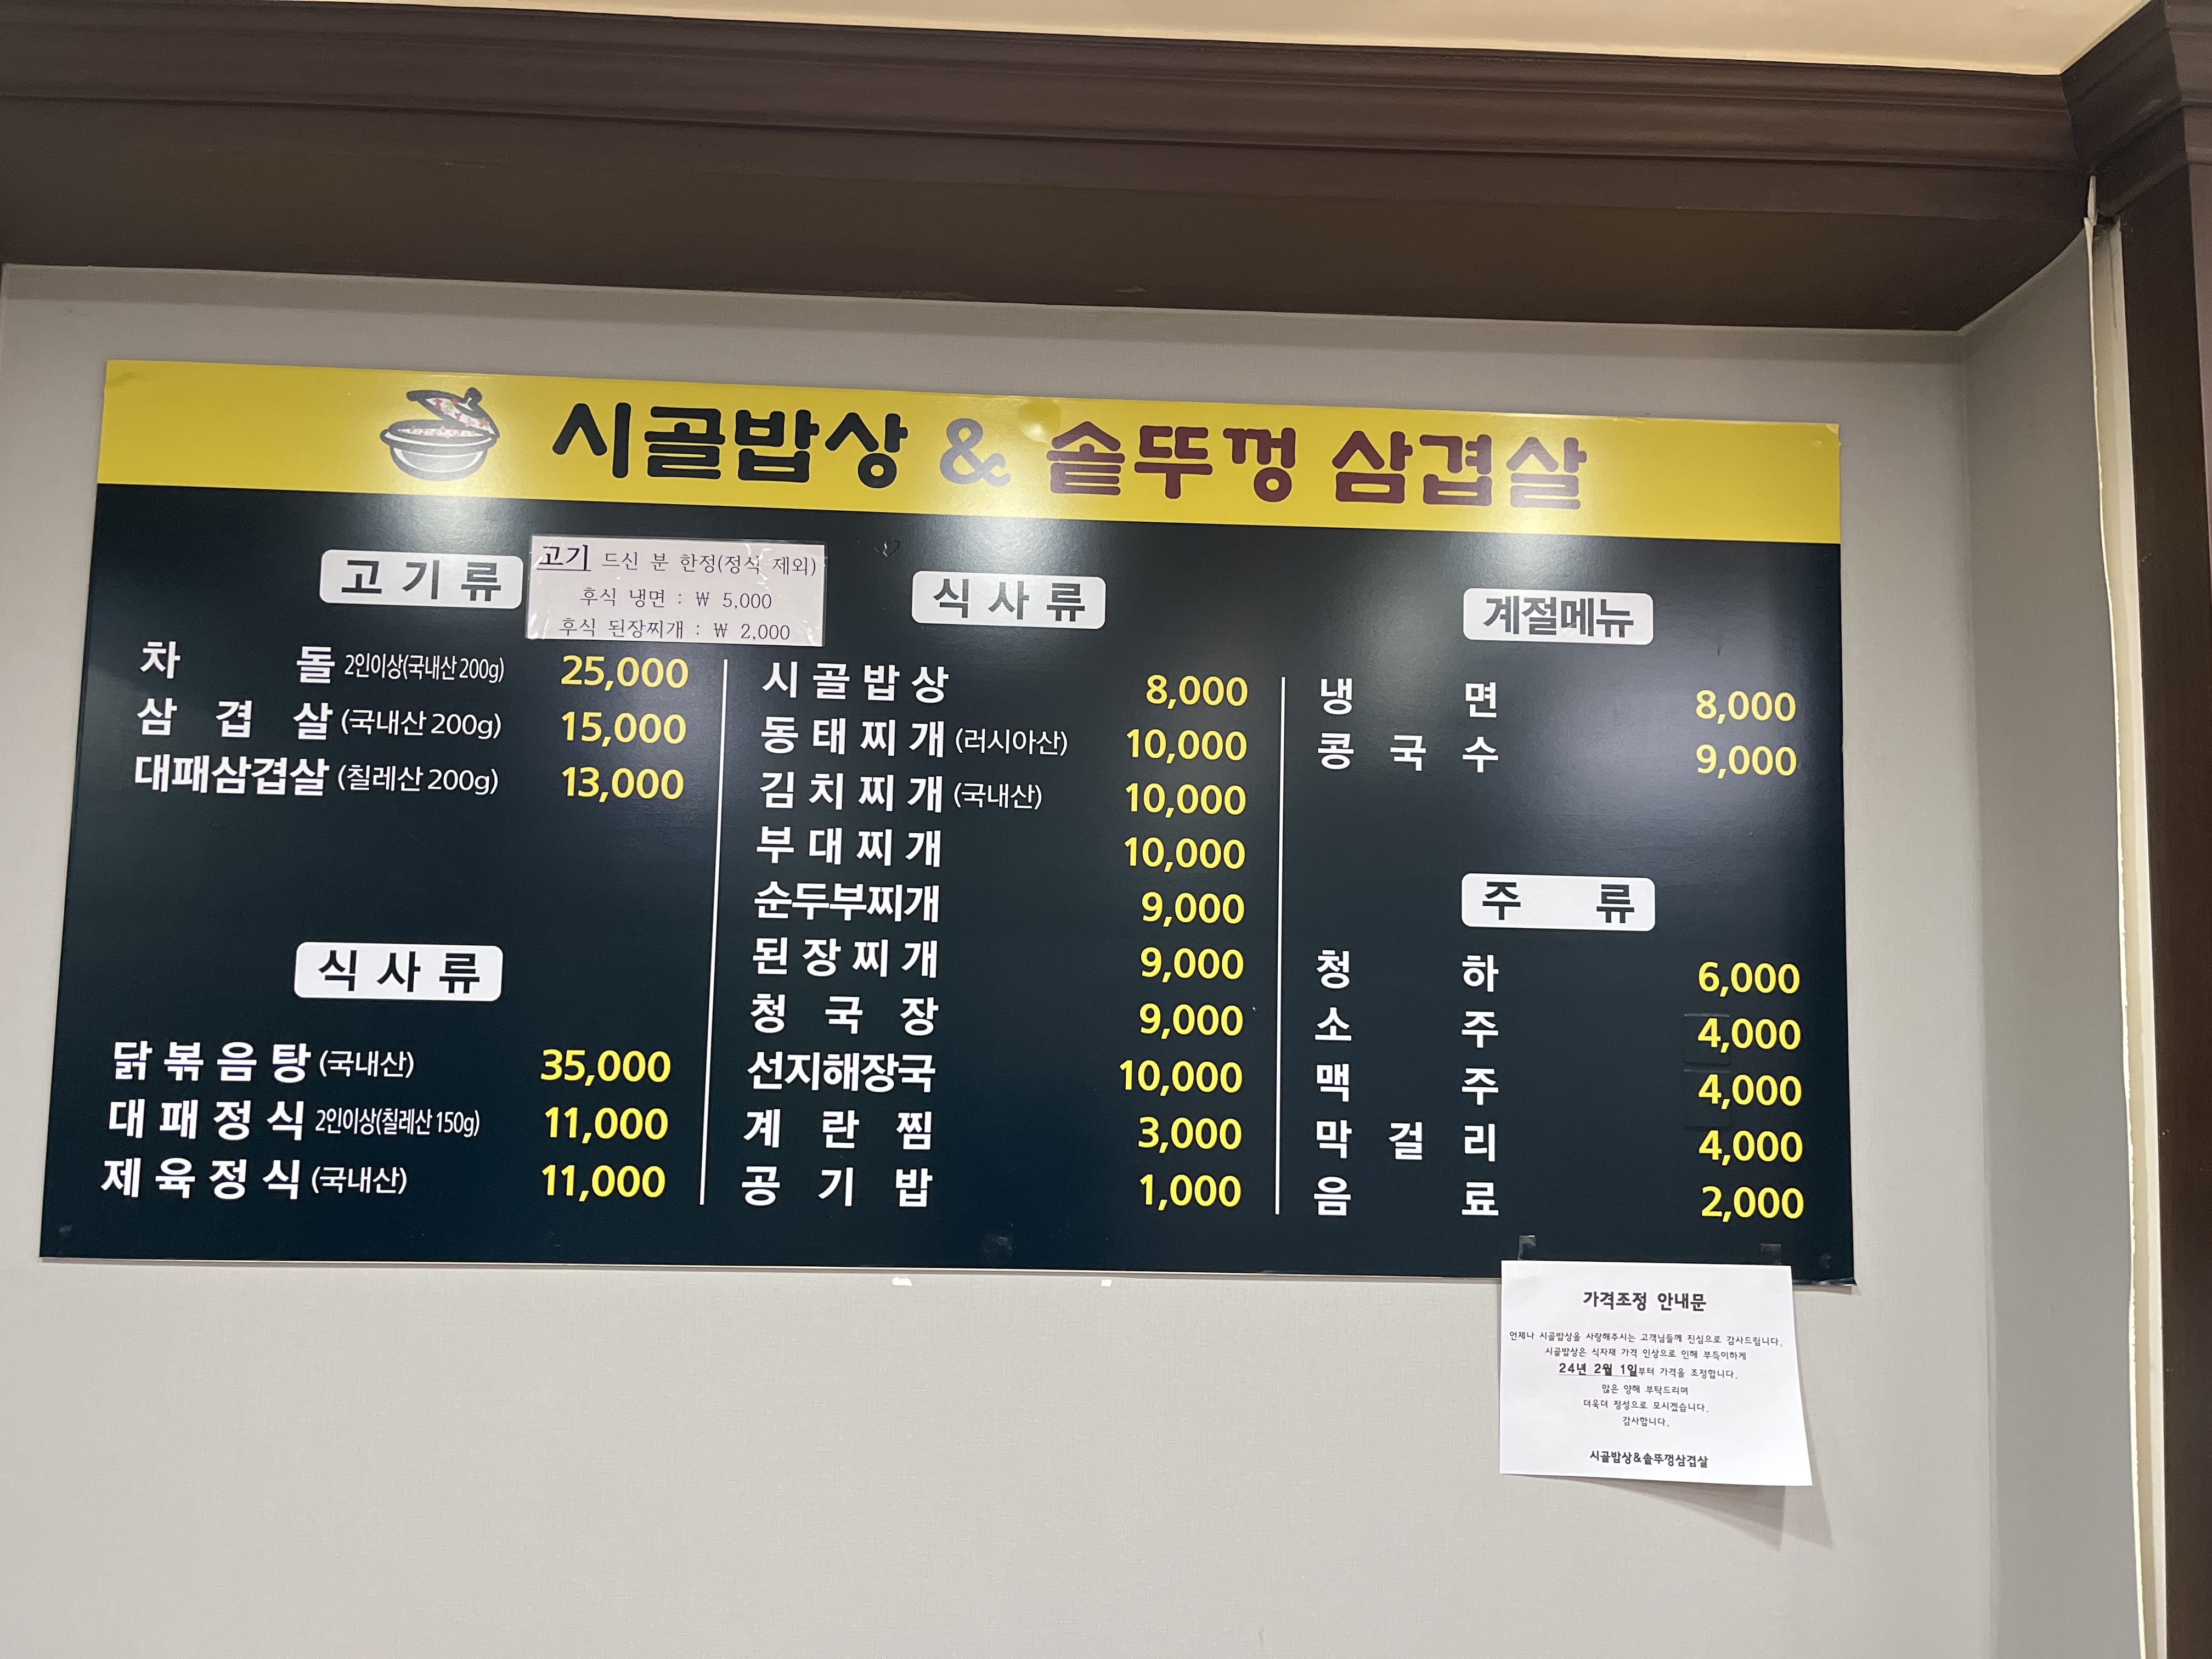 시골밥상 & 솥뚜껑 삼겹살
고기류
고기 드신 분 한정(정식 제외)
후식 냉면 : ₩ 5,000
후식 된장찌개 : ₩ 2,000
차돌 2인이상(국내산 200g) 25,000
삼겹살 (국내산 200g) 15,000
대패삼겹살 (칠레산 200g) 13,000
식사류
닭볶음탕 (국내산) 35,000
대패정식 2인이상(칠레산 150g) 11,000
제육정식 (국내산) 11,000
식사류
시골밥상 8,000
동태찌개 (러시아산) 10,000
김치찌개 (국내산) 10,000
부대찌개 10,000
순두부찌개 9,000
된장찌개 9,000
청국장 9,000
선지해장국 10,000
계란찜 3,000
공기밥 1,000
계절메뉴
냉면 8,000
콩국수 9,000
주류
청하 6,000
소주 4,000
맥주 4,000
막걸리 4,000
음료 2,000
가격조정 안내문
언제나 시골밥상을 사랑해주시는 고객님들께 진심으로 감사드립니다.
시골밥상은 식자재 가격 인상으로 인해 부득이하게
24년 2월 1일부터 가격을 조정합니다.
많은 양해 부탁드리며
더욱더 정성으로 모시겠습니다.
감사합니다.
시골밥상&솥뚜껑삼겹살